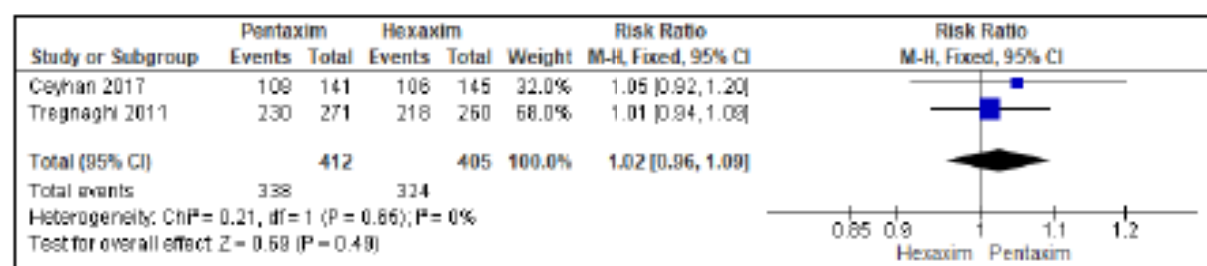 Pentaxim Hexaxim Risk Ratio Risk Ratio
Study or Subgroup Events Total Events Total Weight M-H, Fixed, 95% CI M-H, Fixed, 95% CI
Ceyhan 2017 108 141 106 145 32.0% 1.05 [0.92, 1.20]
Tregnaghi 2011 230 271 218 260 68.0% 1.01 [0.94, 1.09]
Total (95% CI) 412 405 100.0% 1.02 [0.96, 1.09]
Total events 338 324
Heterogeneity: Chi² = 0.21, df = 1 (P = 0.65); I² = 0%
Test for overall effect: Z = 0.69 (P = 0.49)
0.85 0.9 1 1.1 1.2
Hexaxim Pentaxim